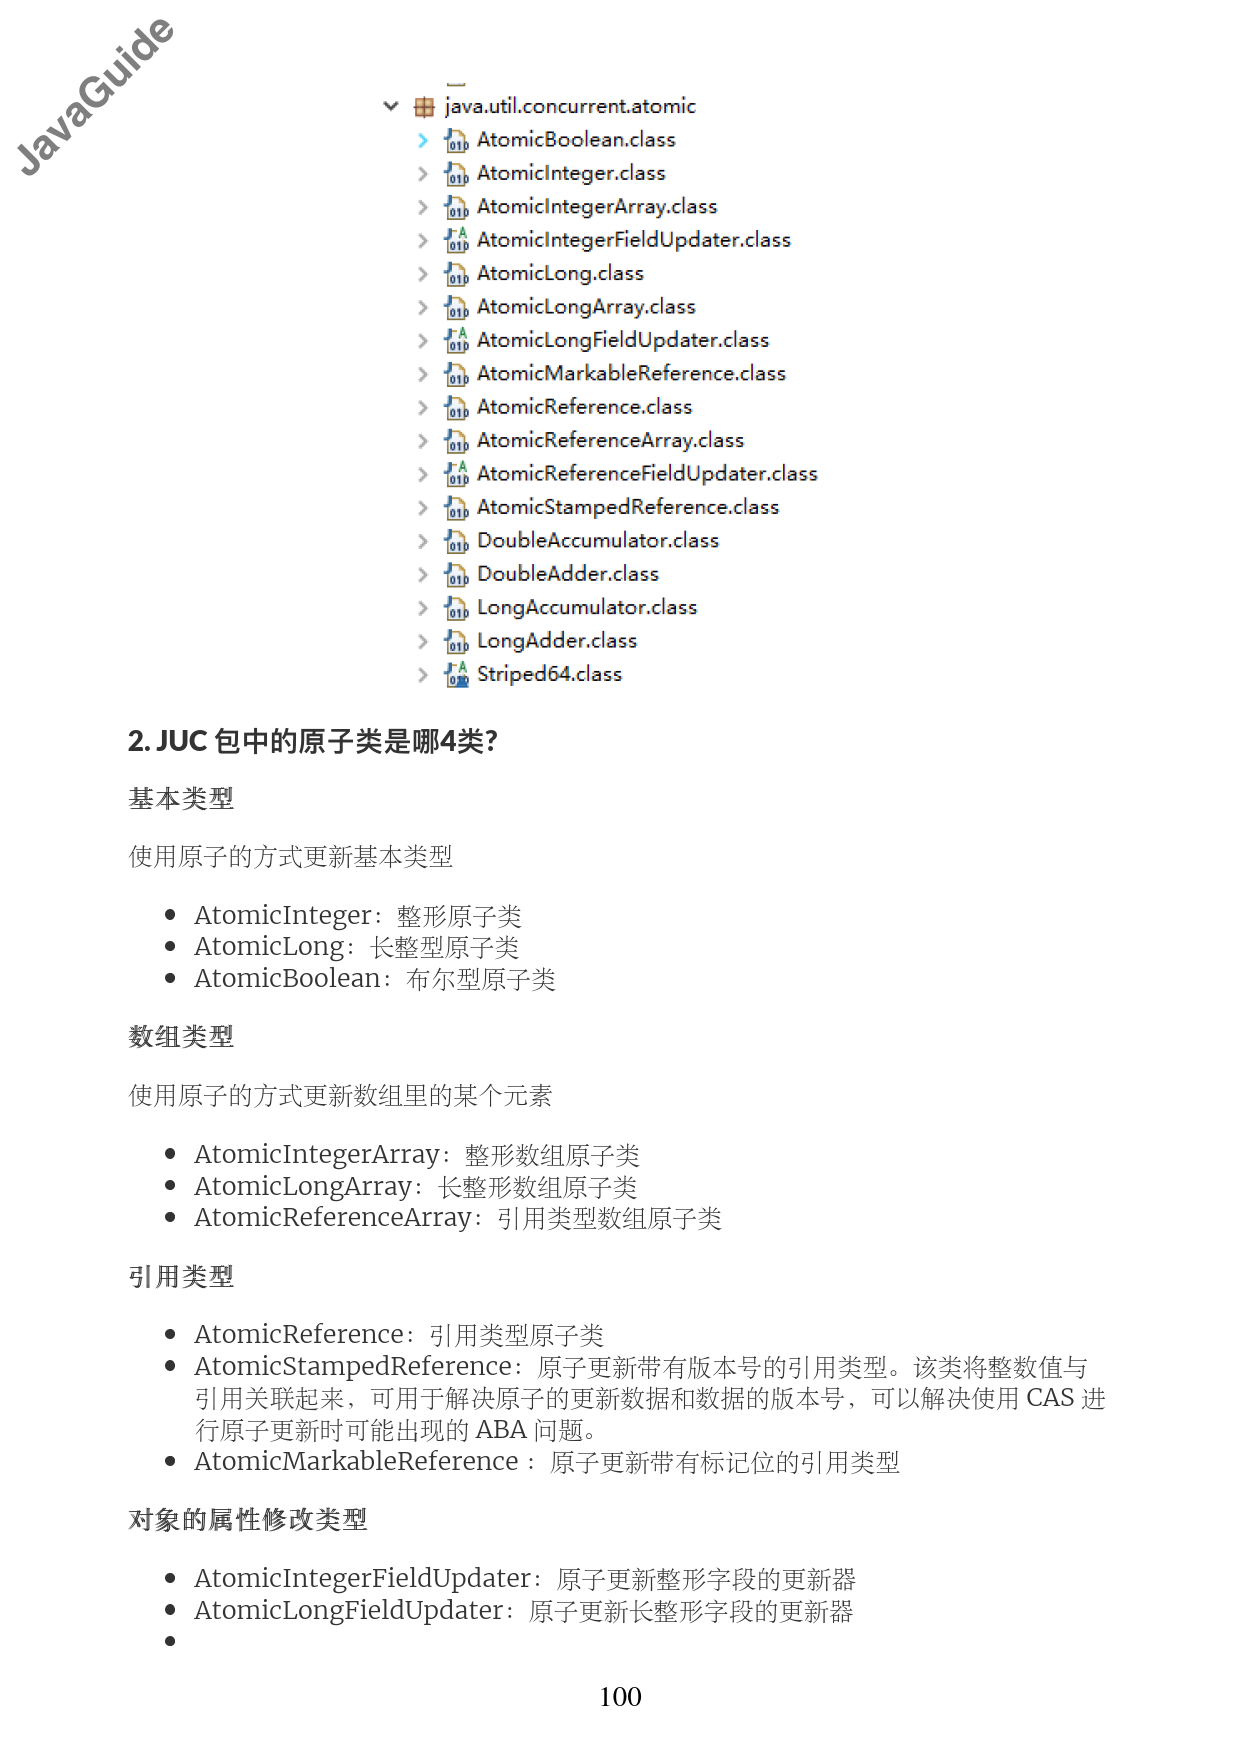 JavaGuide
java.util.concurrent.atomic
AtomicBoolean.class
AtomicInteger.class
AtomicIntegerArray.class
AtomicIntegerFieldUpdater.class
AtomicLong.class
AtomicLongArray.class
AtomicLongFieldUpdater.class
AtomicMarkableReference.class
AtomicReference.class
AtomicReferenceArray.class
AtomicReferenceFieldUpdater.class
AtomicStampedReference.class
DoubleAccumulator.class
DoubleAdder.class
LongAccumulator.class
LongAdder.class
Striped64.class
2. JUC 包中的原子类是哪4类?
基本类型
使用原子的方式更新基本类型
AtomicInteger：整形原子类
AtomicLong：长整型原子类
AtomicBoolean：布尔型原子类
数组类型
使用原子的方式更新数组里的某个元素
AtomicIntegerArray：整形数组原子类
AtomicLongArray：长整形数组原子类
AtomicReferenceArray：引用类型数组原子类
引用类型
AtomicReference：引用类型原子类
AtomicStampedReference：原子更新带有版本号的引用类型。该类将整数值与
引用关联起来，可用于解决原子的更新数据和数据的版本号，可以解决使用 CAS 进
行原子更新时可能出现的 ABA 问题。
AtomicMarkableReference ：原子更新带有标记位的引用类型
对象的属性修改类型
AtomicIntegerFieldUpdater：原子更新整形字段的更新器
AtomicLongFieldUpdater：原子更新长整形字段的更新器
100